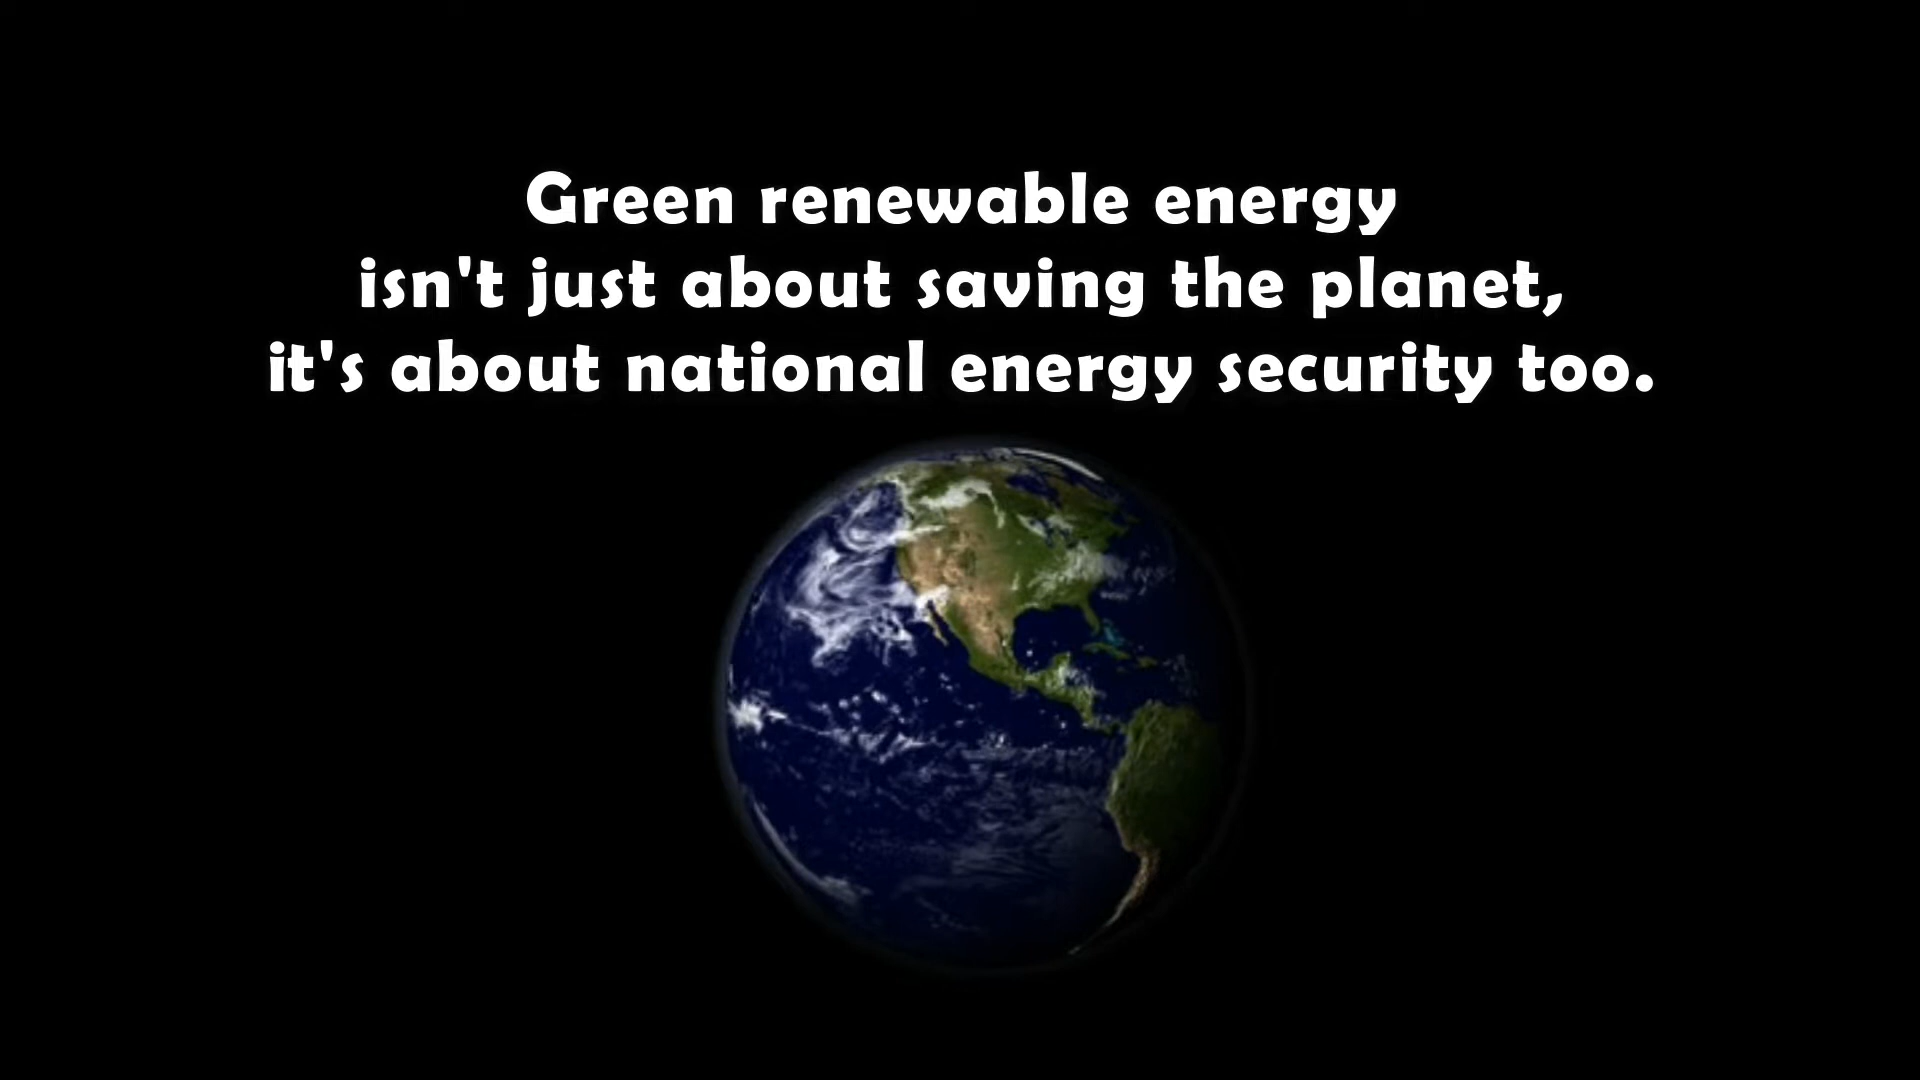 Green renewable energy
isn't just about saving the planet,
it's about national energy security too.